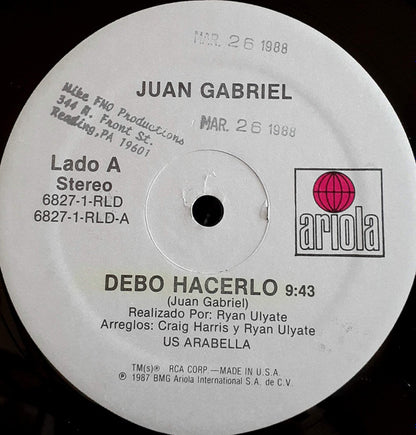 MAR. 26 1988
JUAN GABRIEL
Mike FMO Productions
344 N. Front St.
Reading, PA 19601
MAR. 26 1988
Lado A
Stereo
6827-1-RLD
6827-1-RLD-A
ariola
DEBO HACERLO 9:43
(Juan Gabriel)
Realizado Por: Ryan Ulyate
Arreglos: Craig Harris y Ryan Ulyate
US ARABELLA
TM(s)® RCA CORP.—MADE IN U.S.A.
℗ 1987 BMG Ariola International S.A. de C.V.